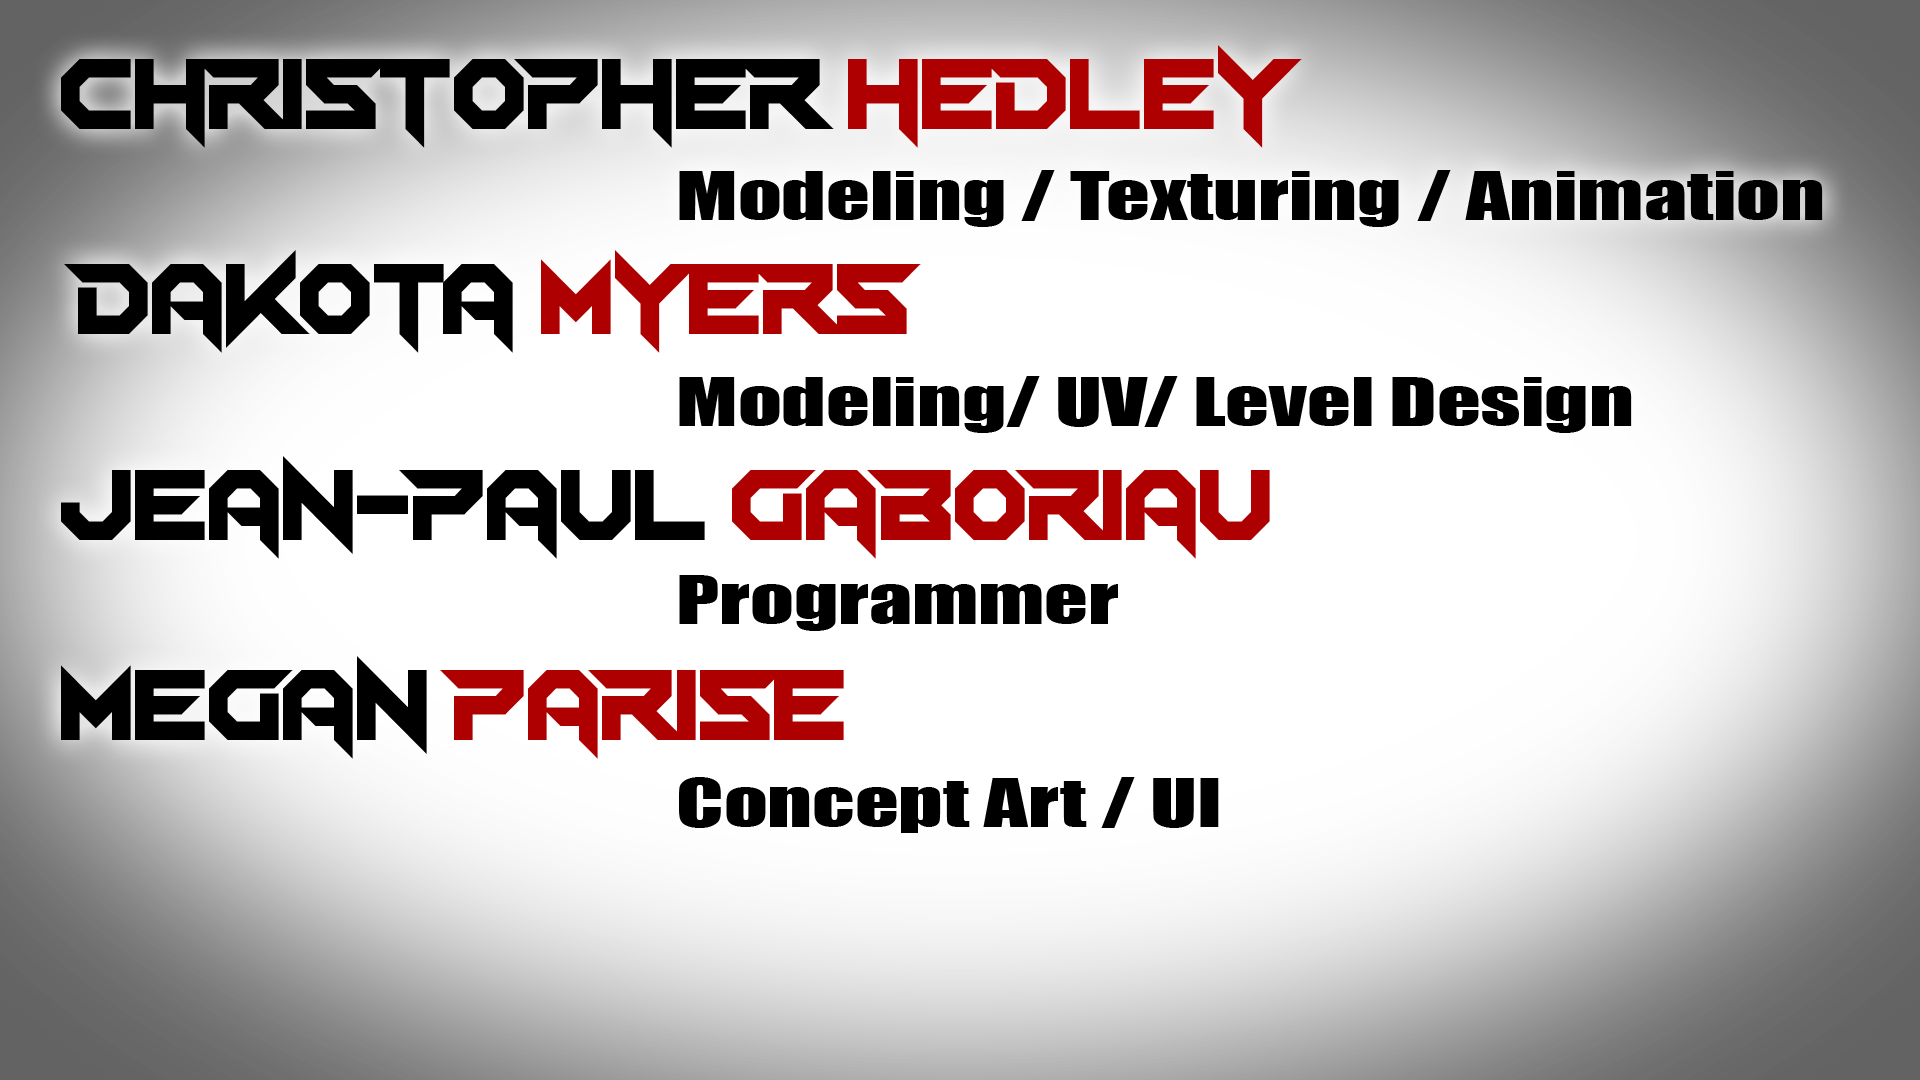 CHRISTOPHER HEDLEY
Modeling / Texturing / Animation
DAKOTA MYERS
Modeling/ UV/ Level Design
JEAN-PAUL GABORIAU
Programmer
MEGAN PARISE
Concept Art / UI